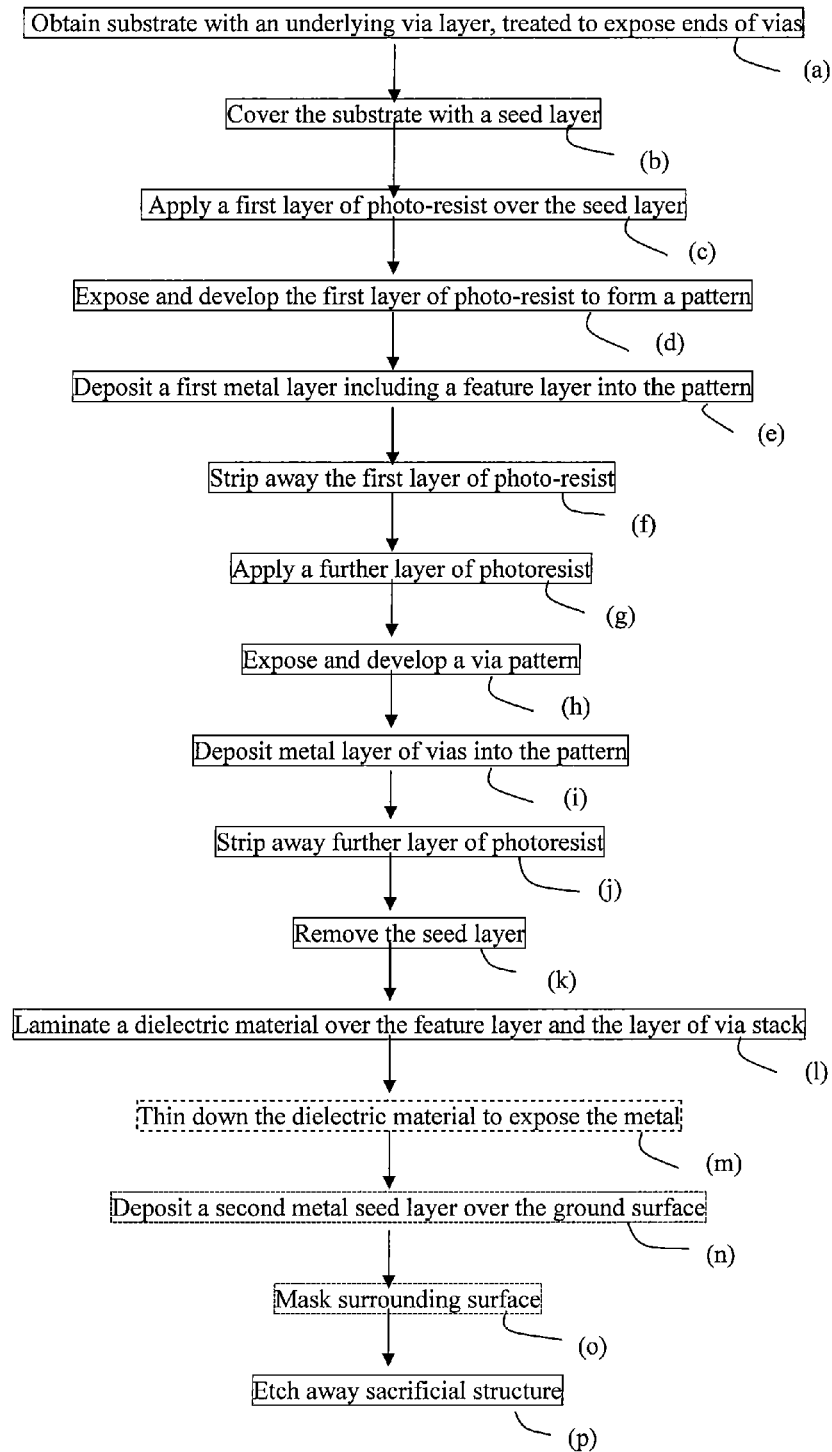 Obtain substrate with an underlying via layer, treated to expose ends of vias
(a)
Cover the substrate with a seed layer
(b)
Apply a first layer of photo-resist over the seed layer
(c)
Expose and develop the first layer of photo-resist to form a pattern
(d)
Deposit a first metal layer including a feature layer into the pattern
(e)
Strip away the first layer of photo-resist
(f)
Apply a further layer of photoresist
(g)
Expose and develop a via pattern
(h)
Deposit metal layer of vias into the pattern
(i)
Strip away further layer of photoresist
(j)
Remove the seed layer
(k)
Laminate a dielectric material over the feature layer and the layer of via stack
(l)
Thin down the dielectric material to expose the metal
(m)
Deposit a second metal seed layer over the ground surface
(n)
Mask surrounding surface
(o)
Etch away sacrificial structure
(p)